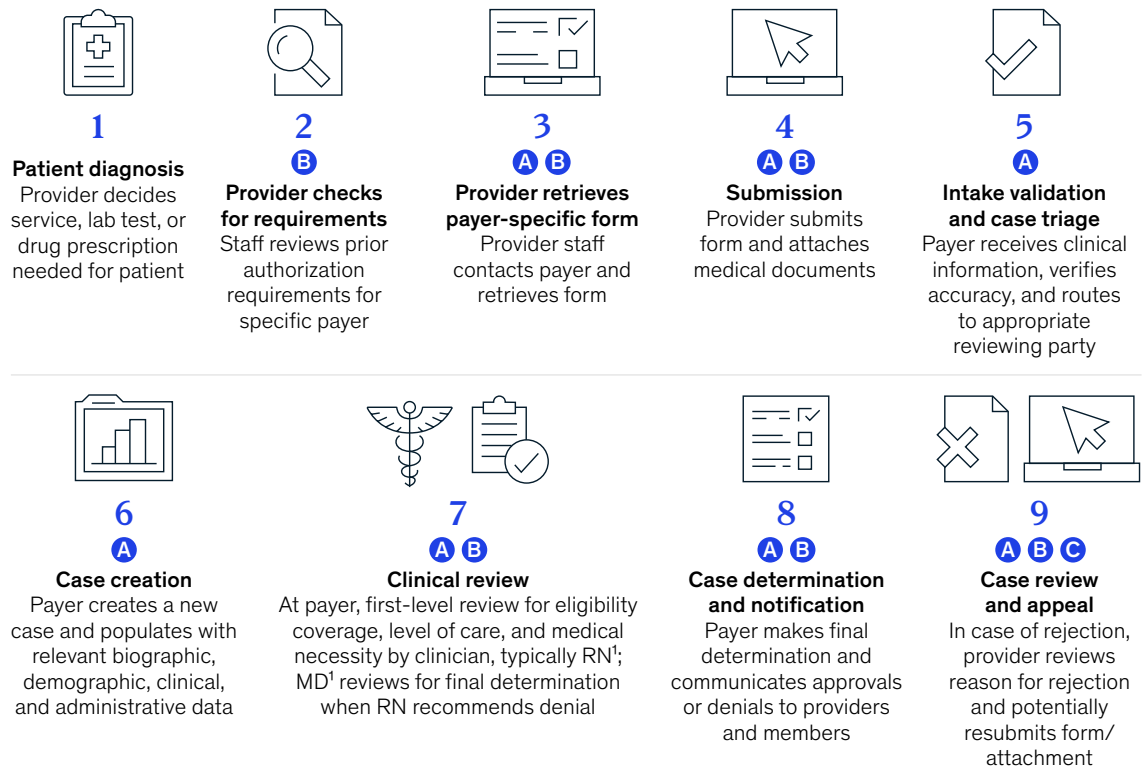 1
Patient diagnosis
Provider decides
service, lab test, or
drug prescription
needed for patient
2
B
Provider checks
for requirements
Staff reviews prior
authorization
requirements for
specific payer
3
A B
Provider retrieves
payer-specific form
Provider staff
contacts payer and
retrieves form
4
A B
Submission
Provider submits
form and attaches
medical documents
5
A
Intake validation
and case triage
Payer receives clinical
information, verifies
accuracy, and routes
to appropriate
reviewing party
6
A
Case creation
Payer creates a new
case and populates with
relevant biographic,
demographic, clinical,
and administrative data
7
A B
Clinical review
At payer, first-level review for eligibility
coverage, level of care, and medical
necessity by clinician, typically RN¹;
MD¹ reviews for final determination
when RN recommends denial
8
A B
Case determination
and notification
Payer makes final
determination and
communicates approvals
or denials to providers
and members
9
A B C
Case review
and appeal
In case of rejection,
provider reviews
reason for rejection
and potentially
resubmits form/
attachment